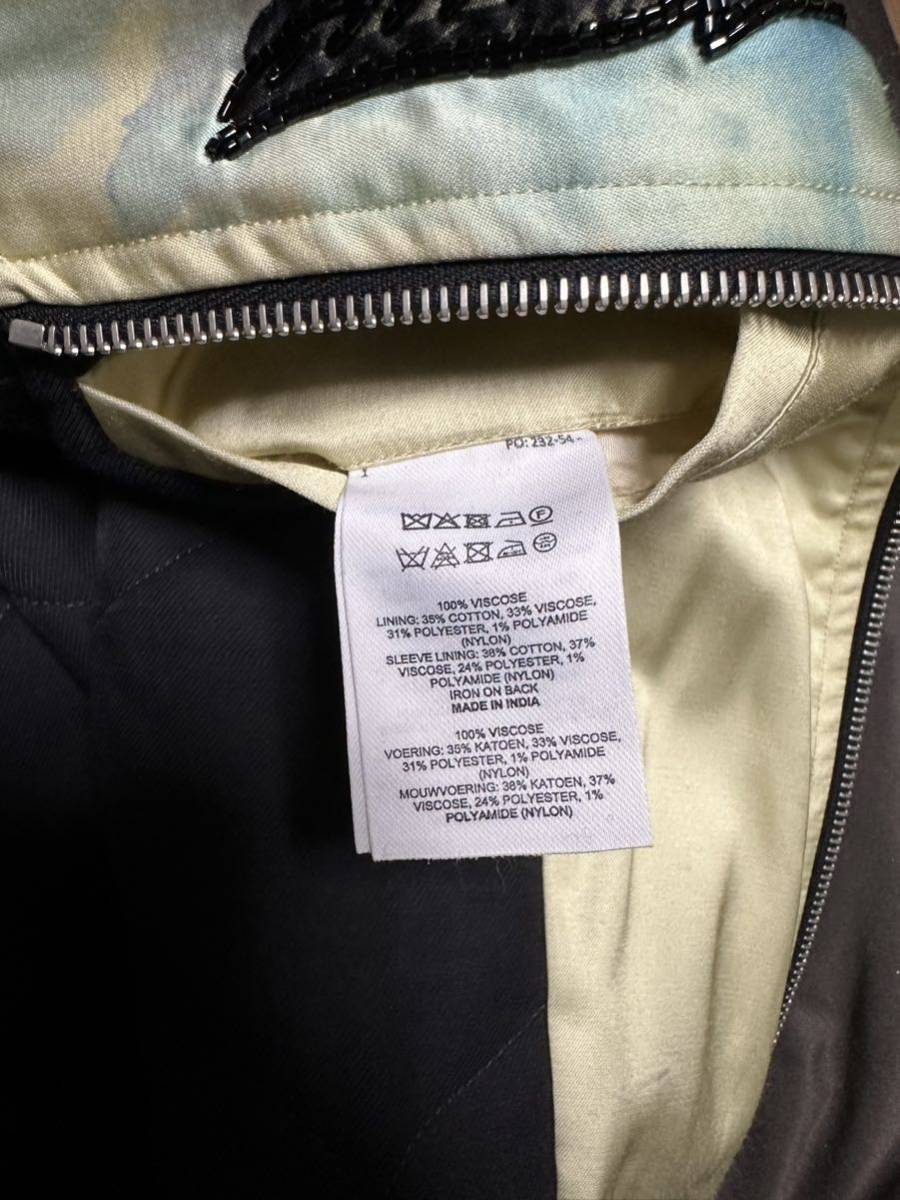 PO: 232-54 -
1
F
100% VISCOSE
LINING: 35% COTTON, 33% VISCOSE,
31% POLYESTER, 1% POLYAMIDE
(NYLON)
SLEEVE LINING: 38% COTTON, 37%
VISCOSE, 24% POLYESTER, 1%
POLYAMIDE (NYLON)
IRON ON BACK
MADE IN INDIA
100% VISCOSE
VOERING: 35% KATOEN, 33% VISCOSE,
31% POLYESTER, 1% POLYAMIDE
(NYLON)
MOUWVOERING: 38% KATOEN, 37%
VISCOSE, 24% POLYESTER, 1%
POLYAMIDE (NYLON)